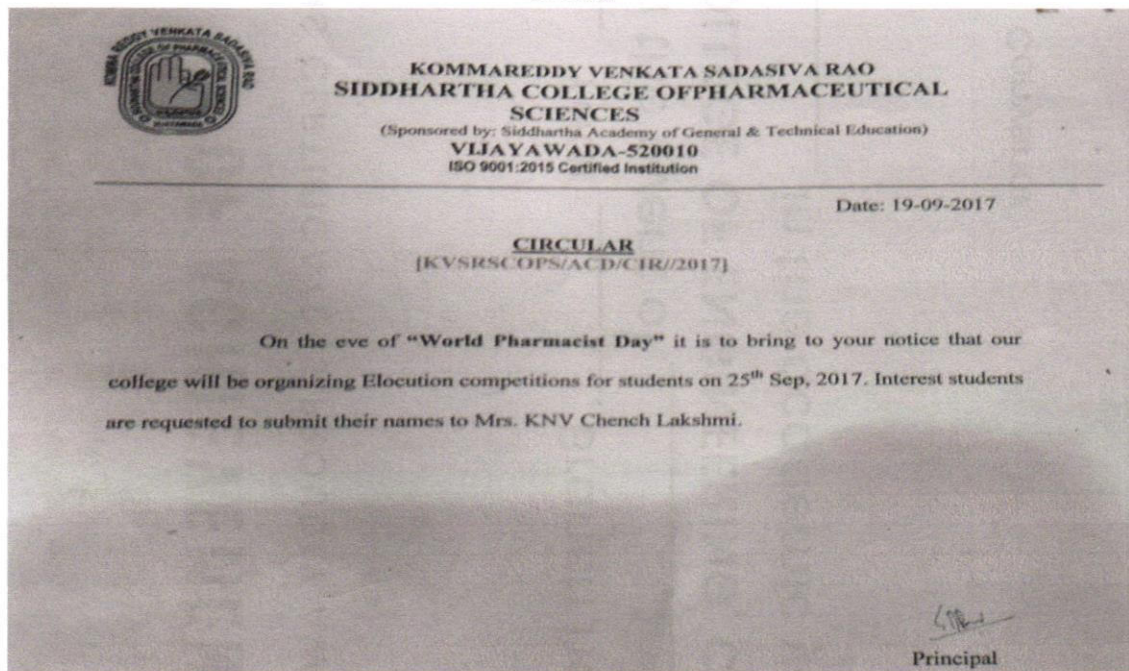 KOMMAREDDY VENKATA SADASIVA RAO
SIDDHARTHA COLLEGE OFPHARMACEUTICAL
SCIENCES
(Sponsored by: Siddhartha Academy of General & Technical Education)
VIJAYAWADA-520010
ISO 9001:2015 Certified Institution
Date: 19-09-2017
CIRCULAR
[KVSRSCOPS/ACD/CIR//2017]
On the eve of “World Pharmacist Day” it is to bring to your notice that our
college will be organizing Elocution competitions for students on 25th Sep, 2017. Interest students
are requested to submit their names to Mrs. KNV Chench Lakshmi.
Principal